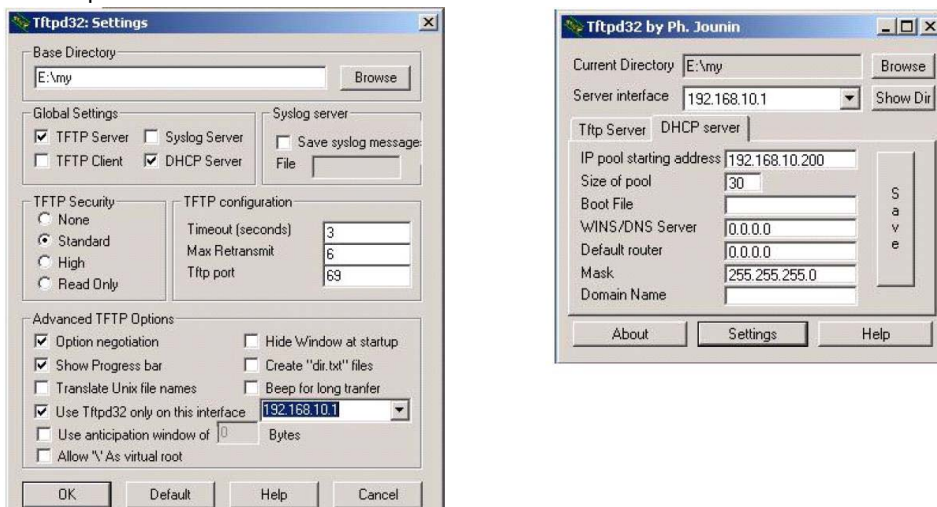 Tftpd32: Settings
Base Directory
E:\my
Browse
Global Settings
TFTP Server
Syslog Server
TFTP Client
DHCP Server
Syslog server
Save syslog message
File
TFTP Security
None
Standard
High
Read Only
TFTP configuration
Timeout (seconds) 3
Max Retransmit 6
Tftp port 69
Advanced TFTP Options
Option negotiation
Hide Window at startup
Show Progress bar
Create "dir.txt" files
Translate Unix file names
Beep for long tranfer
Use Tftpd32 only on this interface 192.168.10.1
Use anticipation window of 0 Bytes
Allow '\' As virtual root
OK
Default
Help
Cancel
Tftpd32 by Ph. Jounin
Current Directory E:\my
Browse
Server interface 192.168.10.1
Show Dir
Tftp Server
DHCP server
IP pool starting address 192.168.10.200
Size of pool 30
Boot File
WINS/DNS Server 0.0.0.0
Default router 0.0.0.0
Mask 255.255.255.0
Domain Name
Save
About
Settings
Help